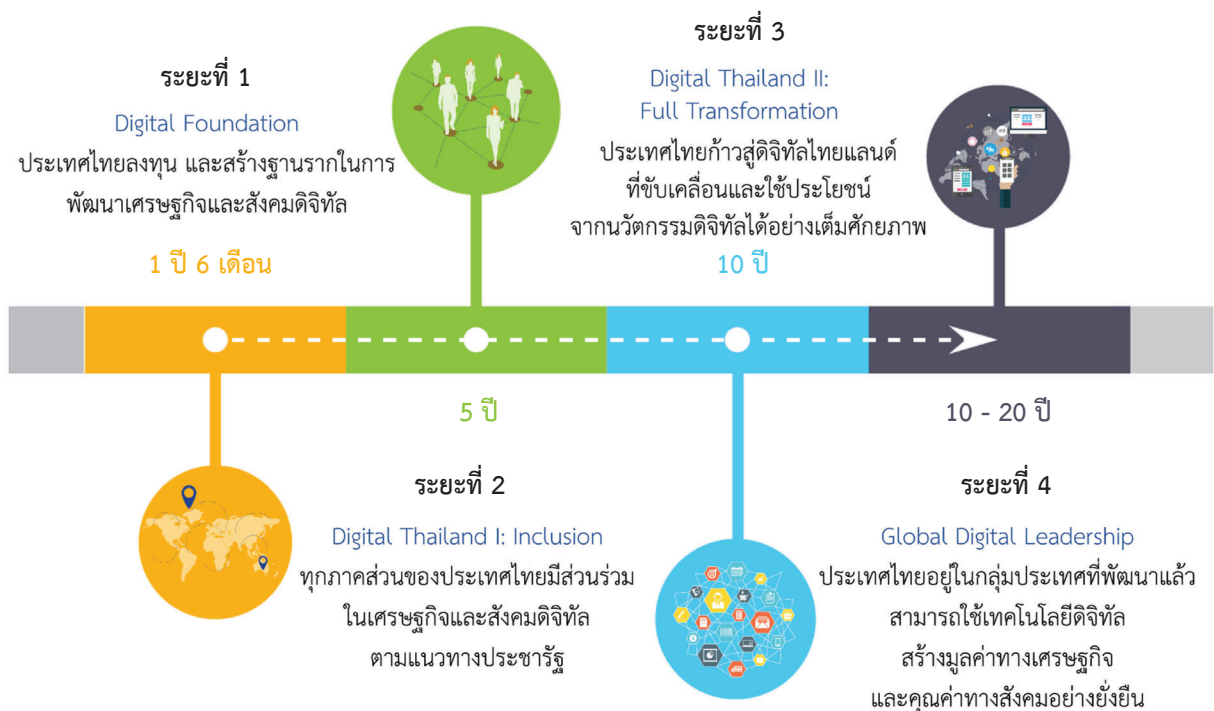 ระยะที่ 1
Digital Foundation
ประเทศไทยลงทุน และสร้างฐานรากในการ
พัฒนาเศรษฐกิจและสังคมดิจิทัล
1 ปี 6 เดือน
ระยะที่ 2
Digital Thailand I: Inclusion
ทุกภาคส่วนของประเทศไทยมีส่วนร่วม
ในเศรษฐกิจและสังคมดิจิทัล
ตามแนวทางประชารัฐ
5 ปี
ระยะที่ 3
Digital Thailand II:
Full Transformation
ประเทศไทยก้าวสู่ดิจิทัลไทยแลนด์
ที่ขับเคลื่อนและใช้ประโยชน์
จากนวัตกรรมดิจิทัลได้อย่างเต็มศักยภาพ
10 ปี
10 - 20 ปี
ระยะที่ 4
Global Digital Leadership
ประเทศไทยอยู่ในกลุ่มประเทศที่พัฒนาแล้ว
สามารถใช้เทคโนโลยีดิจิทัล
สร้างมูลค่าทางเศรษฐกิจ
และคุณค่าทางสังคมอย่างยั่งยืน